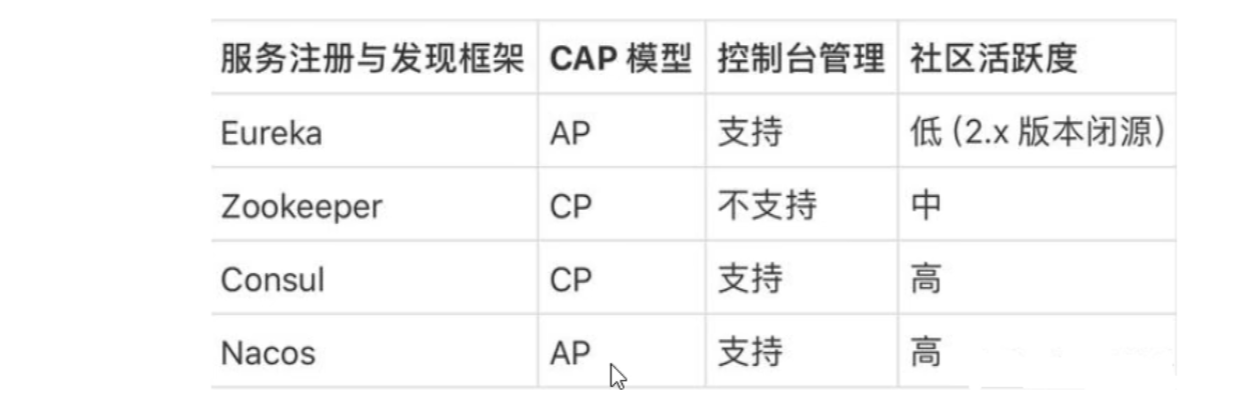 服务注册与发现框架 CAP 模型 控制台管理 社区活跃度
Eureka AP 支持 低 (2.x 版本闭源)
Zookeeper CP 不支持 中
Consul CP 支持 高
Nacos AP 支持 高